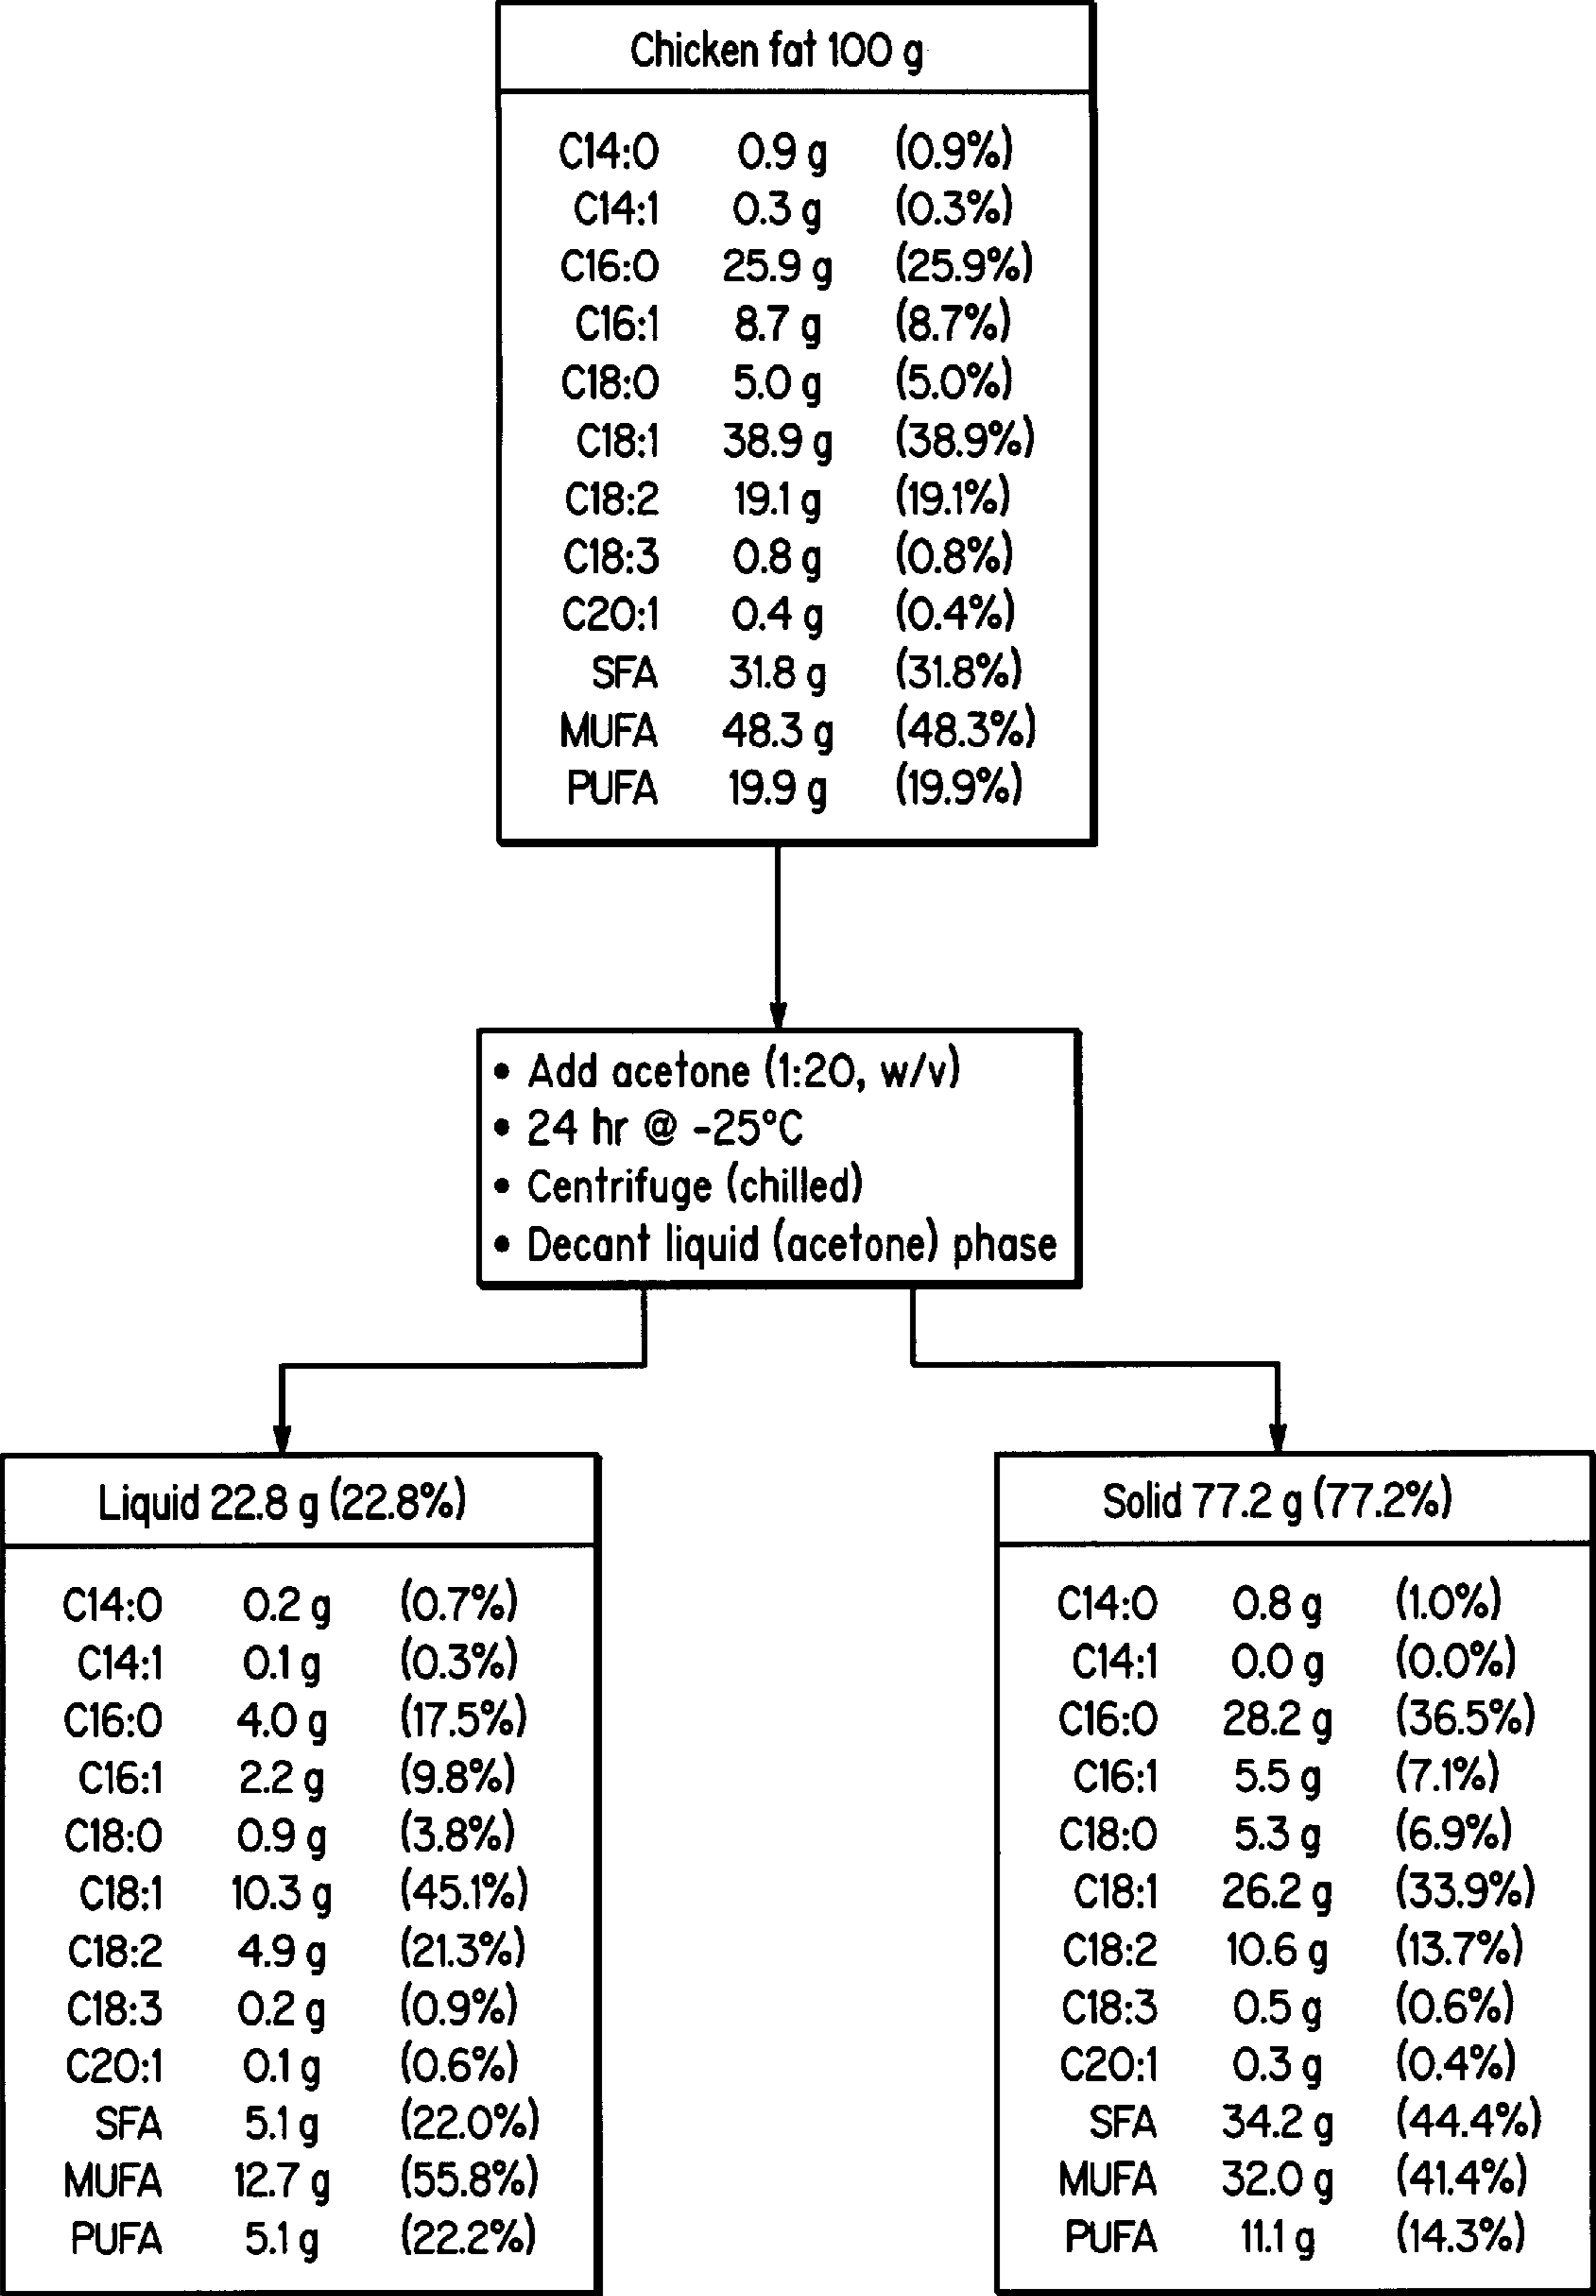 Chicken fat 100 g
C14:0 0.9 g (0.9%)
C14:1 0.3 g (0.3%)
C16:0 25.9 g (25.9%)
C16:1 8.7 g (8.7%)
C18:0 5.0 g (5.0%)
C18:1 38.9 g (38.9%)
C18:2 19.1 g (19.1%)
C18:3 0.8 g (0.8%)
C20:1 0.4 g (0.4%)
SFA 31.8 g (31.8%)
MUFA 48.3 g (48.3%)
PUFA 19.9 g (19.9%)
• Add acetone (1:20, w/v)
• 24 hr @ -25°C
• Centrifuge (chilled)
• Decant liquid (acetone) phase
Liquid 22.8 g (22.8%)
C14:0 0.2 g (0.7%)
C14:1 0.1 g (0.3%)
C16:0 4.0 g (17.5%)
C16:1 2.2 g (9.8%)
C18:0 0.9 g (3.8%)
C18:1 10.3 g (45.1%)
C18:2 4.9 g (21.3%)
C18:3 0.2 g (0.9%)
C20:1 0.1 g (0.6%)
SFA 5.1 g (22.0%)
MUFA 12.7 g (55.8%)
PUFA 5.1 g (22.2%)
Solid 77.2 g (77.2%)
C14:0 0.8 g (1.0%)
C14:1 0.0 g (0.0%)
C16:0 28.2 g (36.5%)
C16:1 5.5 g (7.1%)
C18:0 5.3 g (6.9%)
C18:1 26.2 g (33.9%)
C18:2 10.6 g (13.7%)
C18:3 0.5 g (0.6%)
C20:1 0.3 g (0.4%)
SFA 34.2 g (44.4%)
MUFA 32.0 g (41.4%)
PUFA 11.1 g (14.3%)